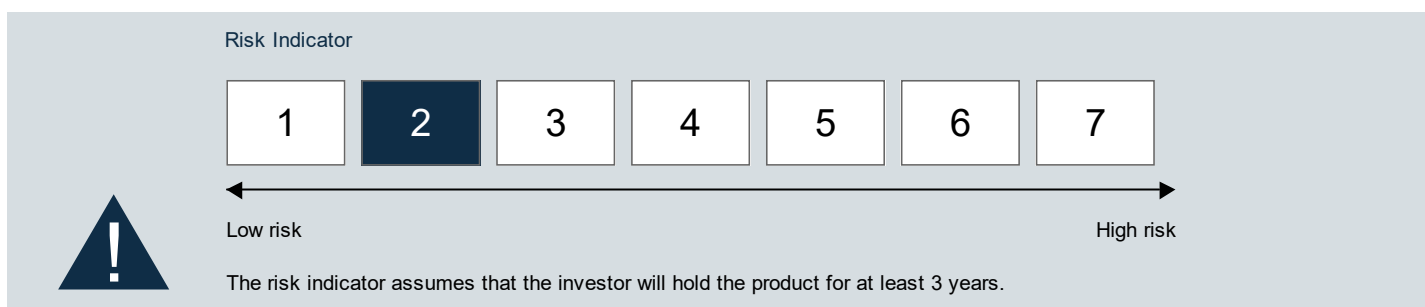 Risk Indicator
1 2 3 4 5 6 7
Low risk High risk
!
The risk indicator assumes that the investor will hold the product for at least 3 years.